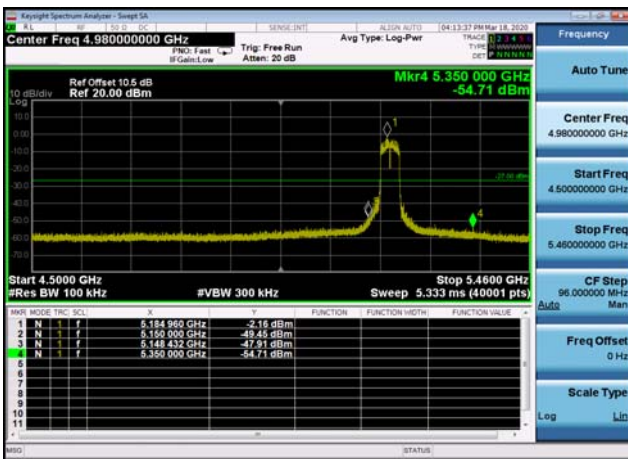 Keysight Spectrum Analyzer - Swept SA
RL RF 50 Ω DC SENSE:INT ALIGN AUTO 04:13:37 PM Mar 18, 2020
Center Freq 4.980000000 GHz
PNO: Fast
IFGain:Low
Trig: Free Run
Atten: 20 dB
Avg Type: Log-Pwr
TRACE 1 2 3 4 5 6
TYPE M WWWWW
DET P N N N N N
Ref Offset 10.5 dB
10 dB/div Ref 20.00 dBm
Mkr4 5.350 000 GHz
-54.71 dBm
Log
10.0
0.00
-10.0
-20.0
-30.0
-40.0
-50.0
-60.0
-70.0
1
4
-27.00 dBm
Start 4.5000 GHz Stop 5.4600 GHz
#Res BW 100 kHz #VBW 300 kHz Sweep 5.333 ms (40001 pts)
MKR MODE TRC SCL X Y FUNCTION FUNCTION WIDTH FUNCTION VALUE
1 N 1 f 5.184 960 GHz -2.16 dBm
2 N 1 f 5.150 000 GHz -49.45 dBm
3 N 1 f 5.148 432 GHz -47.91 dBm
4 N 1 f 5.350 000 GHz -54.71 dBm
5
6
7
8
9
10
11
MSG STATUS
Frequency
Auto Tune
Center Freq
4.980000000 GHz
Start Freq
4.500000000 GHz
Stop Freq
5.460000000 GHz
CF Step
96.000000 MHz
Auto Man
Freq Offset
0 Hz
Scale Type
Log Lin